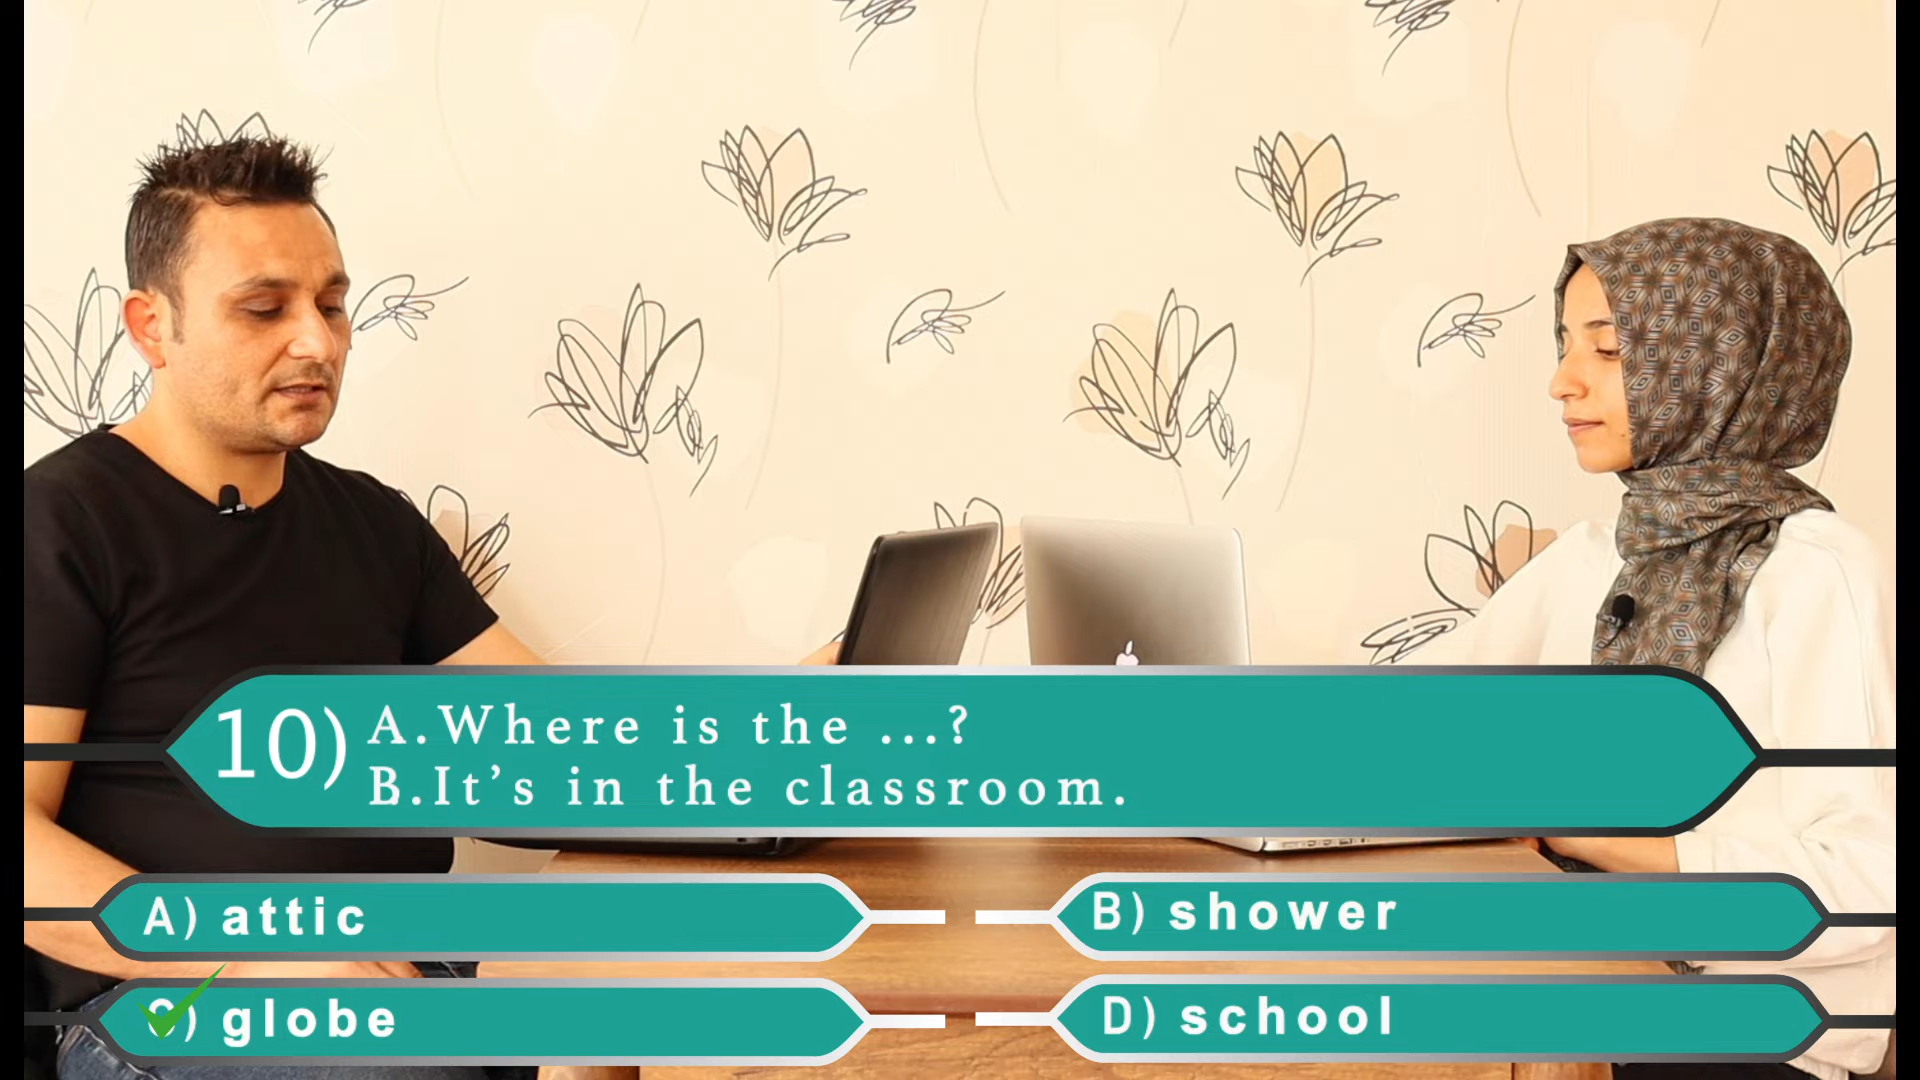 10) A.Where is the ...?
B.It’s in the classroom.
A) attic
B) shower
C) globe
D) school